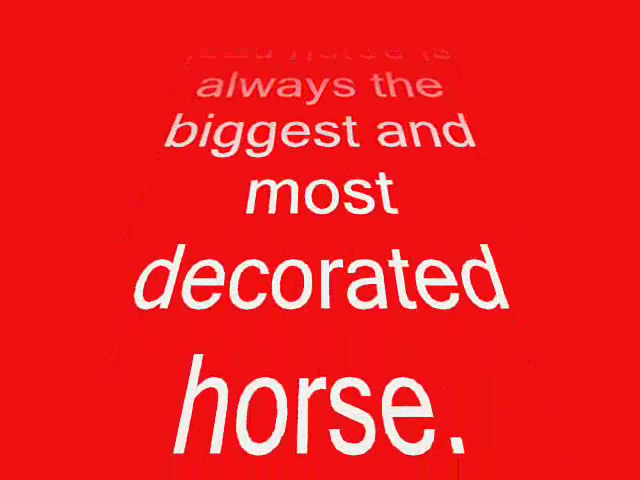 always the
biggest and
most
decorated
horse.